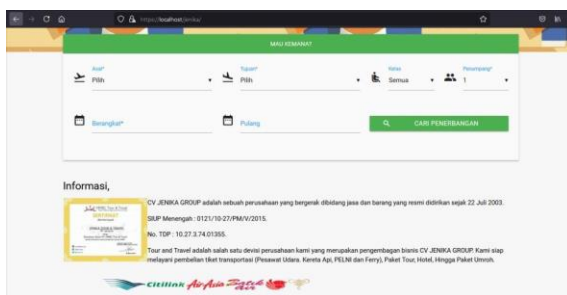 https://localhost/jenika/
MAU KEMANA?
Asal*
Pilih
Tujuan*
Pilih
Kelas
Semua
Penumpang*
1
Berangkat*
Pulang
CARI PENERBANGAN
Informasi,
CV JENIKA GROUP adalah sebuah perusahaan yang bergerak dibidang jasa dan barang yang resmi didirikan sejak 22 Juli 2003.
SIUP Menengah : 0121/10-27/PM/V/2015.
No. TDP : 10.27.3.74.01355.
Tour and Travel adalah salah satu devisi perusahaan kami yang merupakan pengembagan bisnis CV JENIKA GROUP. Kami siap
melayani pembelian tiket transportasi (Pesawat Udara. Kereta Api, PELNI dan Ferry), Paket Tour, Hotel, Hingga Paket Umroh.
citilink AirAsia Batik
Air